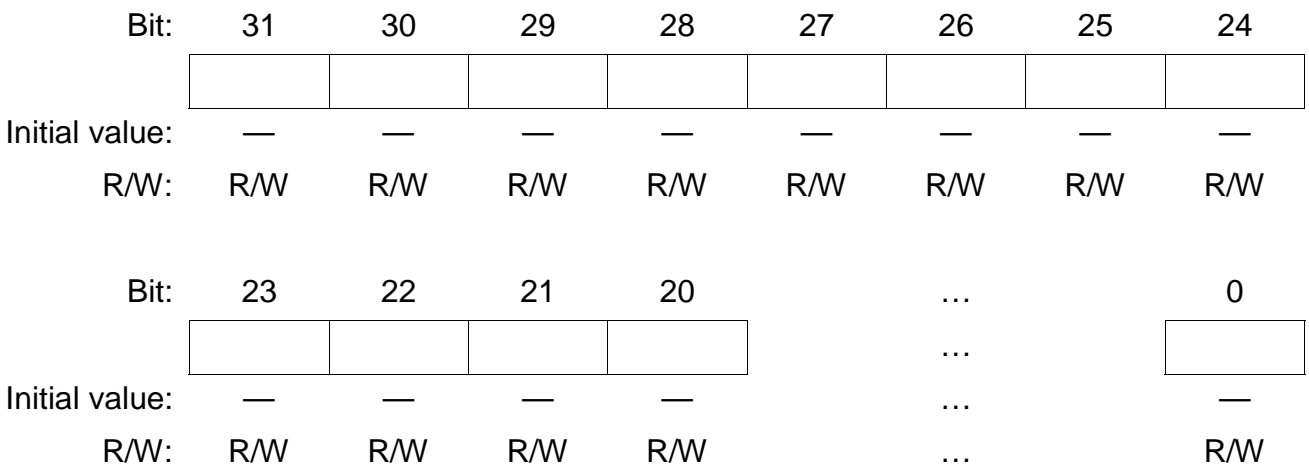 Bit: 31 30 29 28 27 26 25 24
Initial value: — — — — — — — —
R/W: R/W R/W R/W R/W R/W R/W R/W R/W
Bit: 23 22 21 20 … 0
…
Initial value: — — — — … —
R/W: R/W R/W R/W R/W … R/W